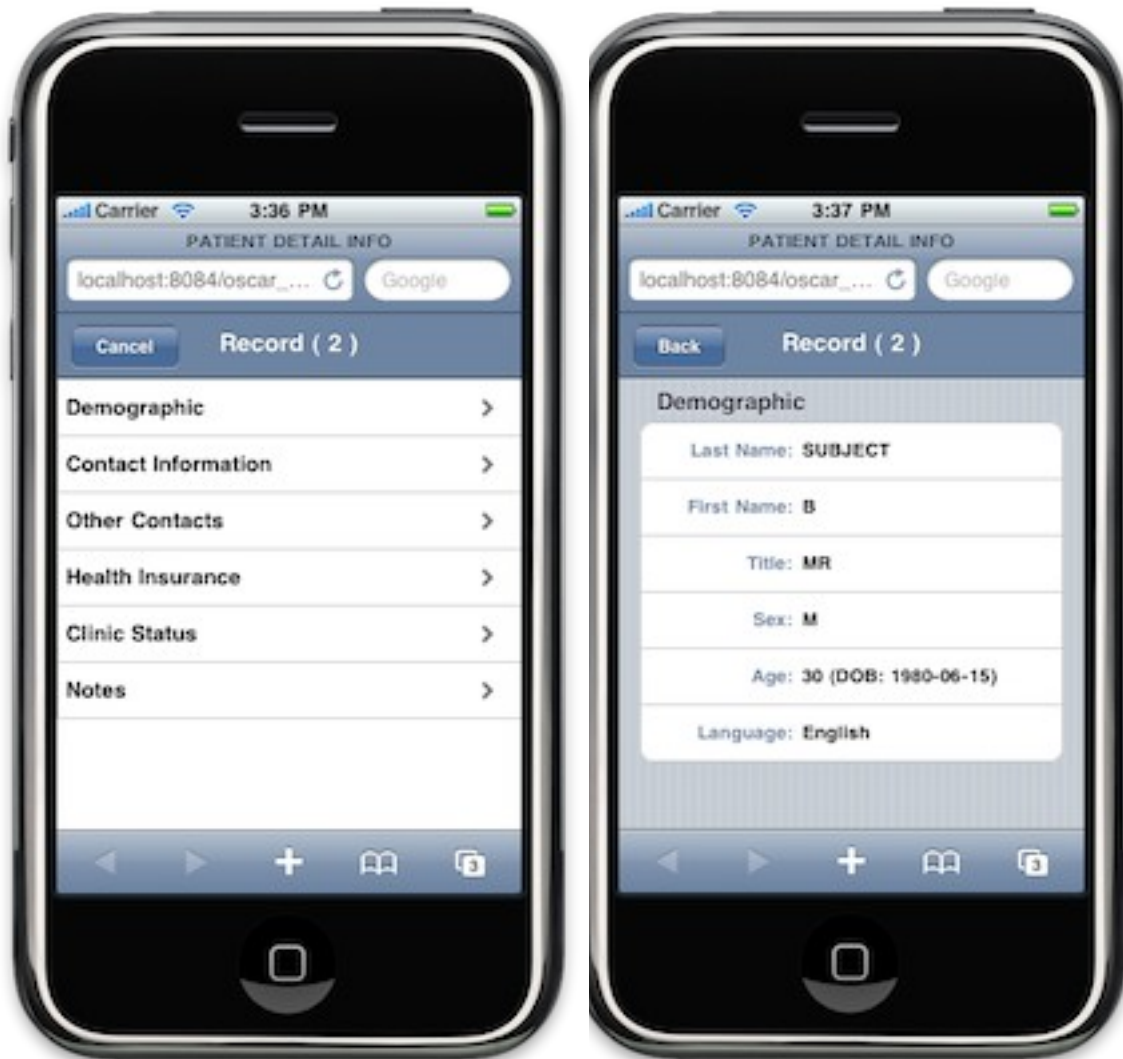 Carrier 3:36 PM
PATIENT DETAIL INFO
localhost:8084/oscar_... Google
Cancel Record ( 2 )
Demographic
Contact Information
Other Contacts
Health Insurance
Clinic Status
Notes
3
Carrier 3:37 PM
PATIENT DETAIL INFO
localhost:8084/oscar_... Google
Back Record ( 2 )
Demographic
Last Name: SUBJECT
First Name: B
Title: MR
Sex: M
Age: 30 (DOB: 1980-06-15)
Language: English
3